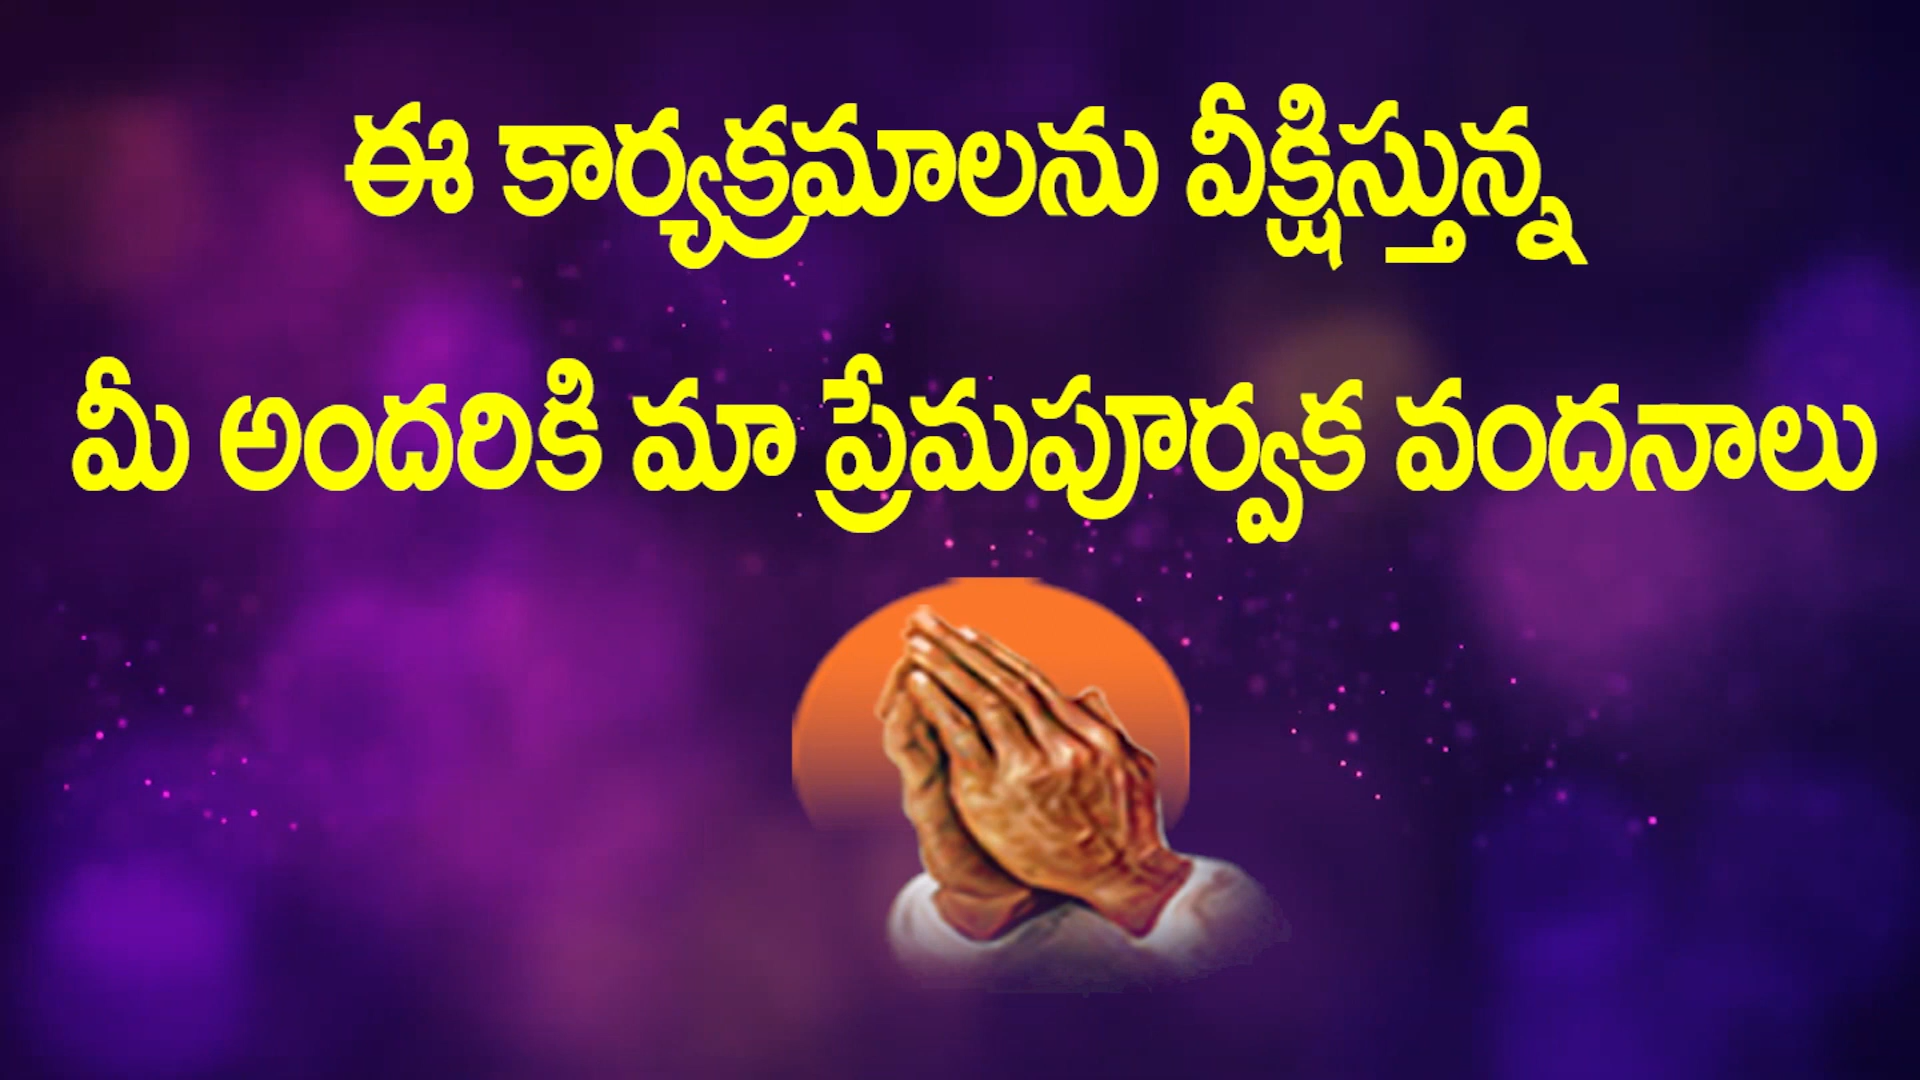 ఈ కార్యక్రమాలను వీక్షిస్తున్న
మీ అందరికి మా ప్రేమపూర్వక వందనాలు